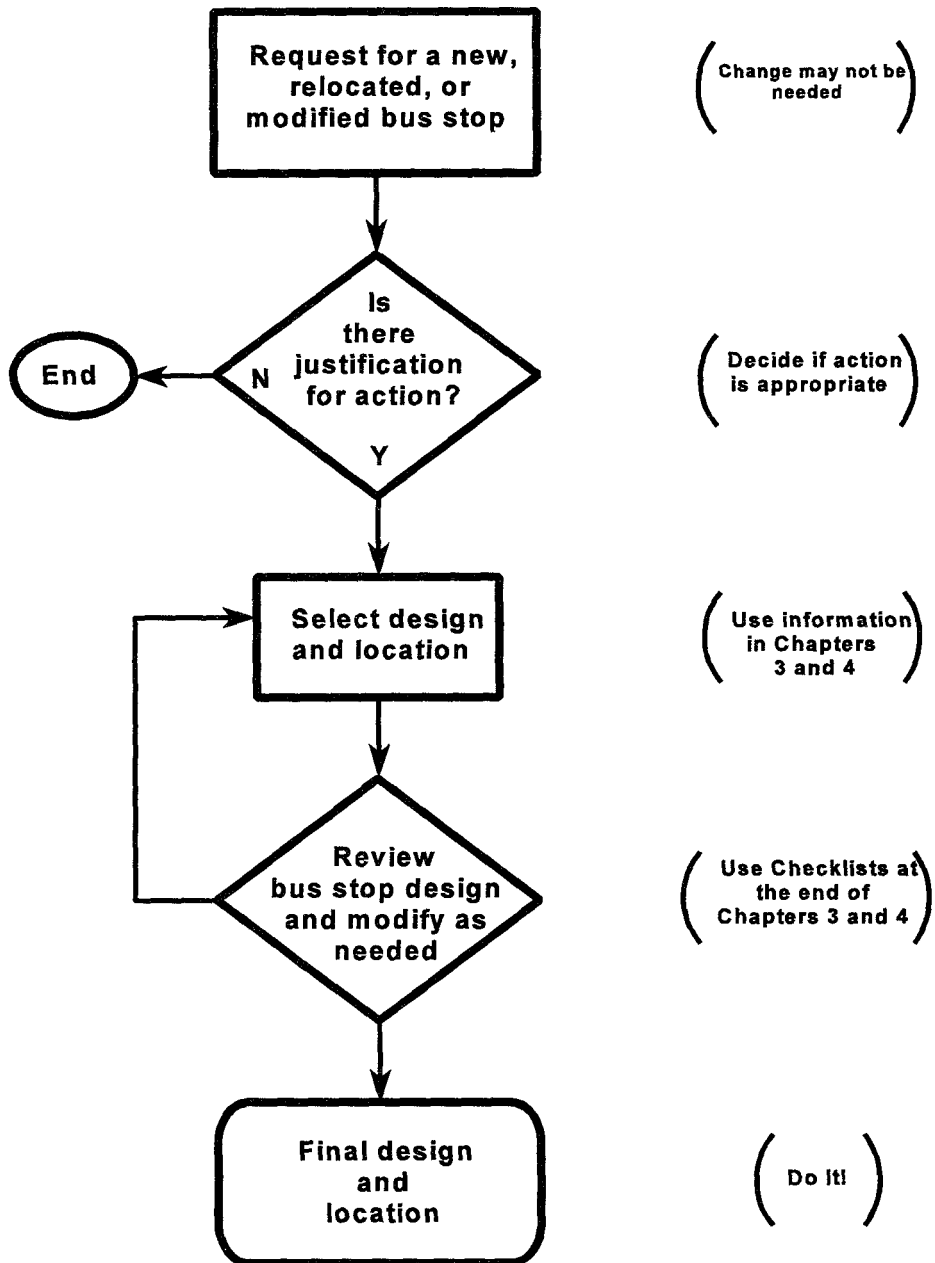 Request for a new,
relocated, or
modified bus stop
(Change may not be
needed)
Is
there
justification
for action?
N
Y
End
(Decide if action
is appropriate)
Select design
and location
(Use information
in Chapters
3 and 4)
Review
bus stop design
and modify as
needed
(Use Checklists at
the end of
Chapters 3 and 4)
Final design
and
location
(Do it!)